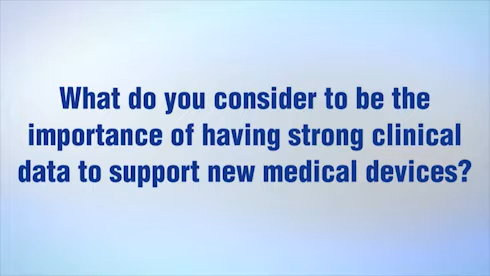 What do you consider to be the
importance of having strong clinical
data to support new medical devices?